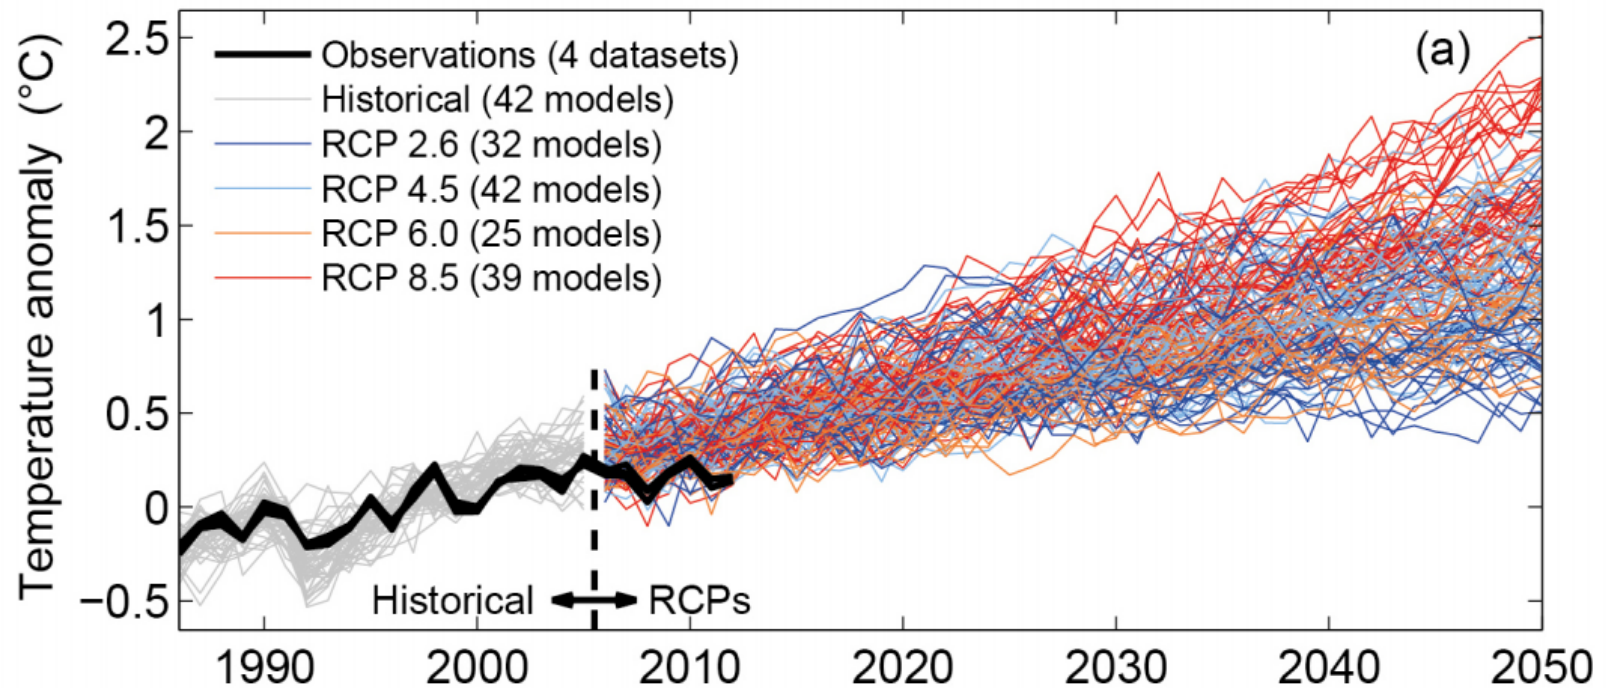 (a)
Observations (4 datasets)
Historical (42 models)
RCP 2.6 (32 models)
RCP 4.5 (42 models)
RCP 6.0 (25 models)
RCP 8.5 (39 models)
Temperature anomaly (°C)
2.5
2
1.5
1
0.5
0
−0.5
Historical RCPs
1990 2000 2010 2020 2030 2040 2050